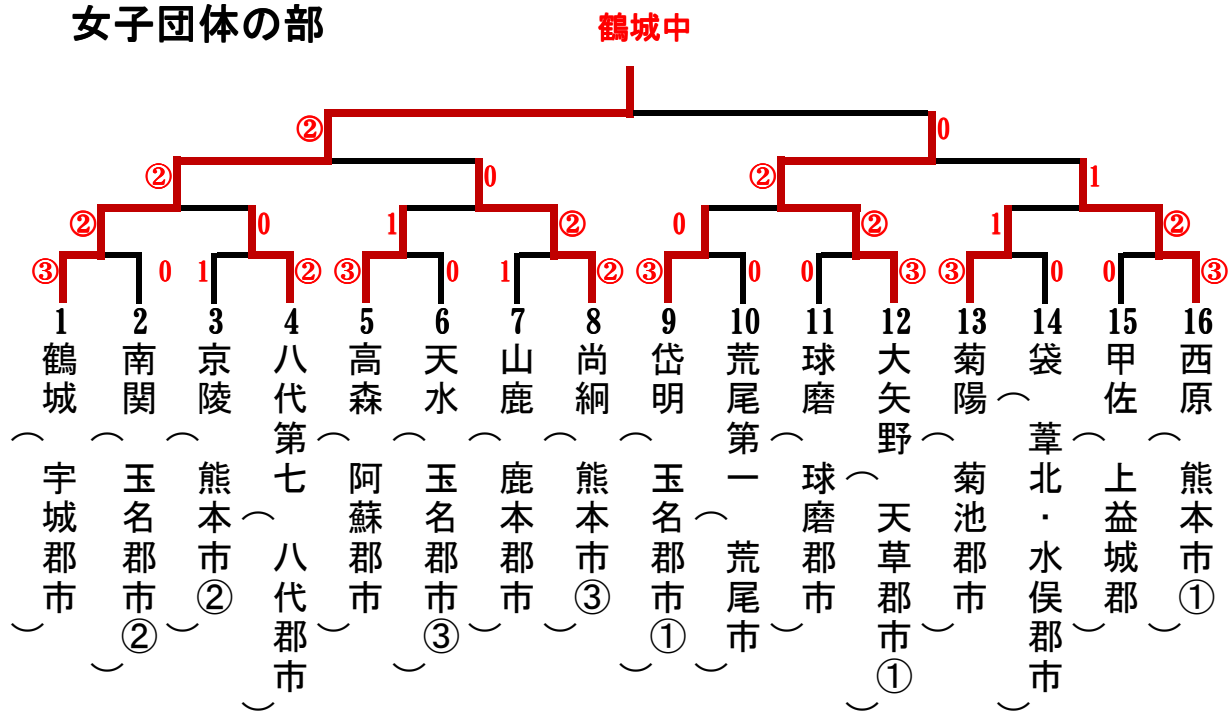 女子団体の部
鶴城中
② 0
② 0 ② 1
② 0 1 ② 0 ② 1 ②
③ 0 1 ② ③ 0 1 ② ③ 0 0 ③ ③ 0 0 ③
1 2 3 4 5 6 7 8 9 10 11 12 13 14 15 16
鶴城（宇城郡市）
南関（玉名郡市②）
京陵（熊本市②）
八代第七（八代郡市）
高森（阿蘇郡市）
天水（玉名郡市③）
山鹿（鹿本郡市）
尚絅（熊本市③）
岱明（玉名郡市①）
荒尾第一（荒尾市）
球磨（球磨郡市）
大矢野（天草郡市①）
菊陽（菊池郡市）
袋（葦北・水俣郡市）
甲佐（上益城郡）
西原（熊本市①）